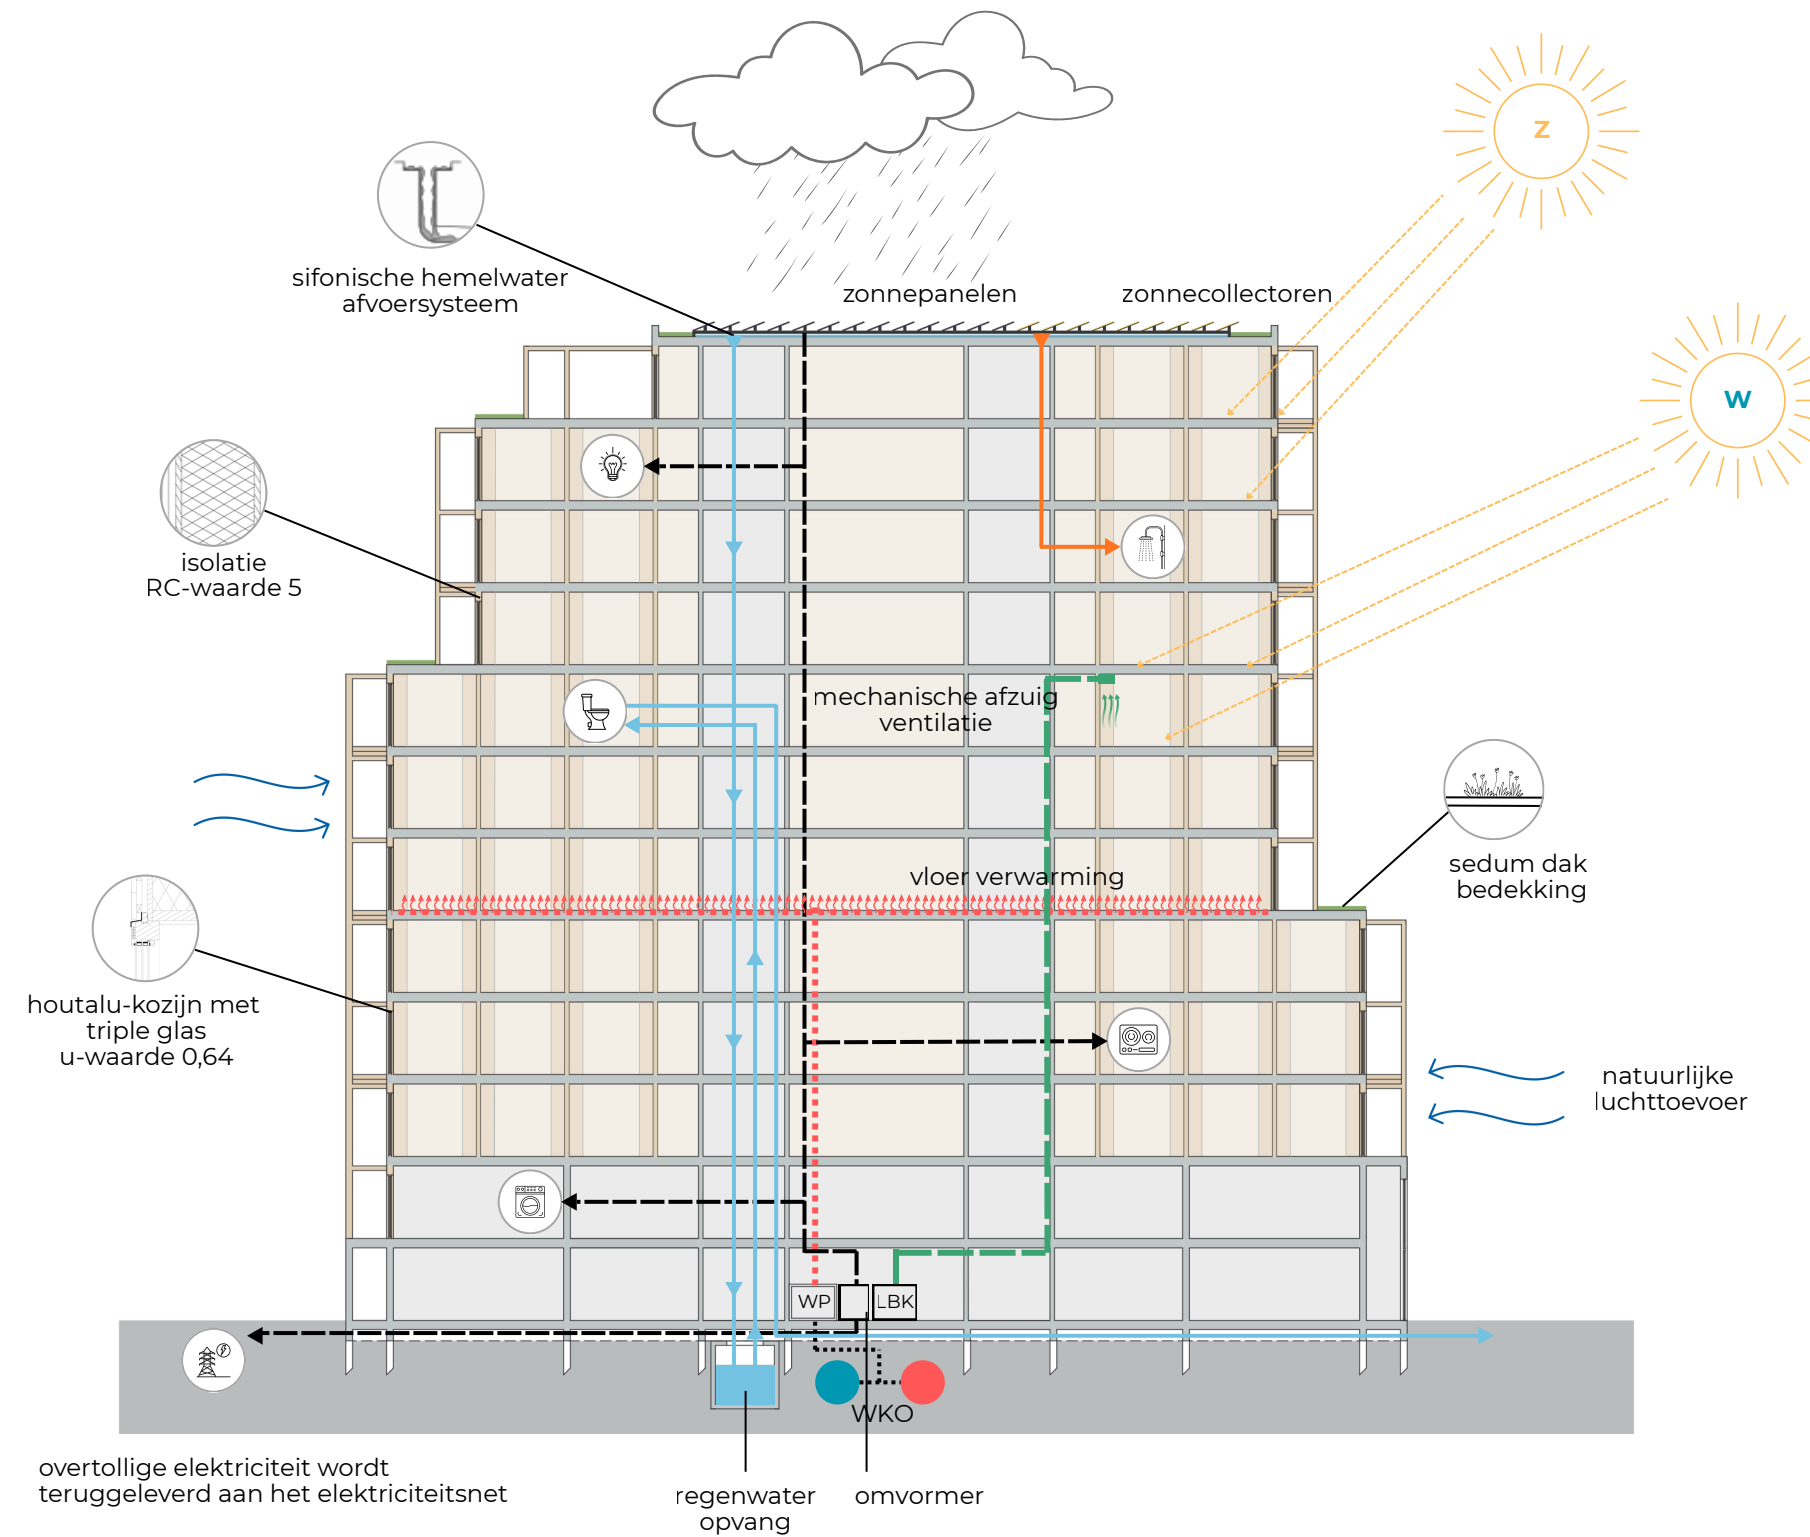 Z
W
sifonische hemelwater
afvoersysteem
zonnepanelen
zonnecollectoren
isolatie
RC-waarde 5
mechanische afzuig
ventilatie
vloer verwarming
sedum dak
bedekking
houtalu-kozijn met
triple glas
u-waarde 0,64
natuurlijke
luchttoevoer
WP
LBK
WKO
overtollige elektriciteit wordt
teruggeleverd aan het elektriciteitsnet
regenwater
opvang
omvormer